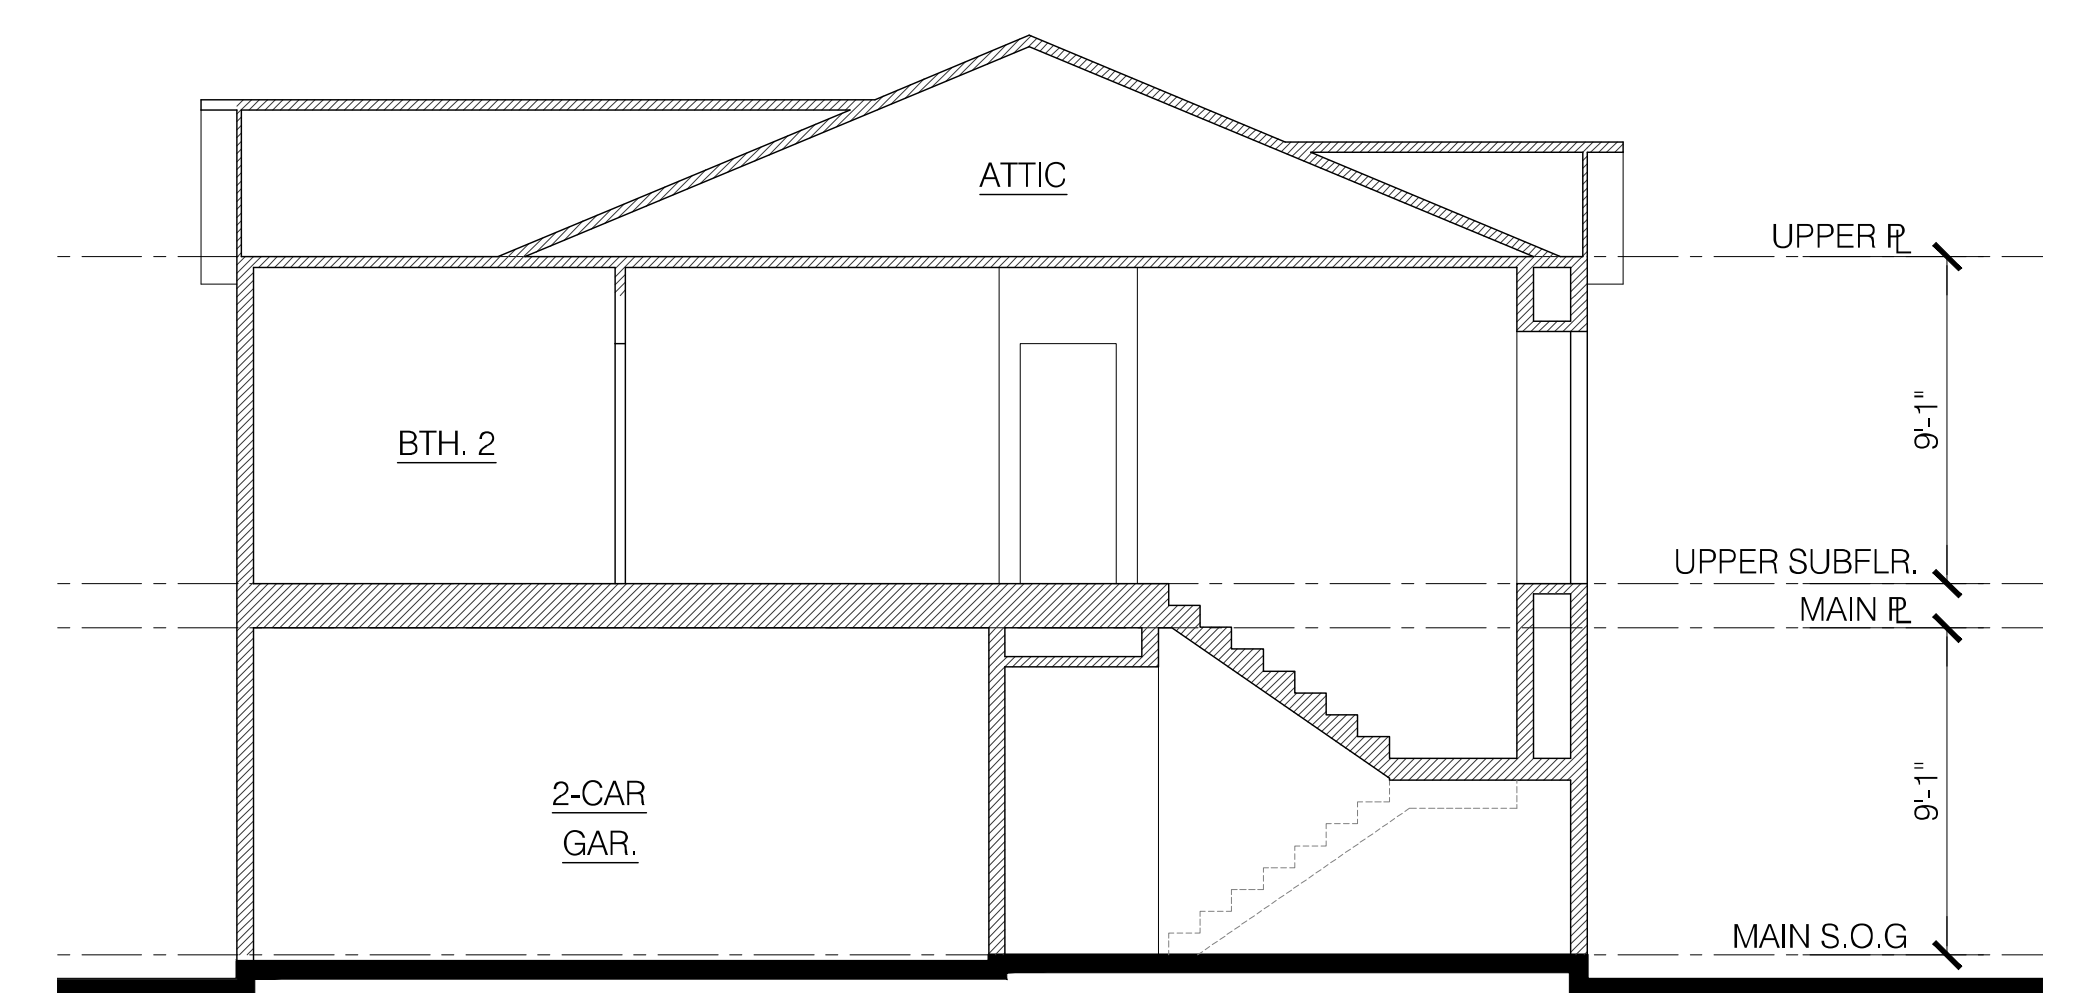 ATTIC
UPPER PL
BTH. 2
9'-1"
UPPER SUBFLR.
MAIN PL
2-CAR
GAR.
9'-1"
MAIN S.O.G